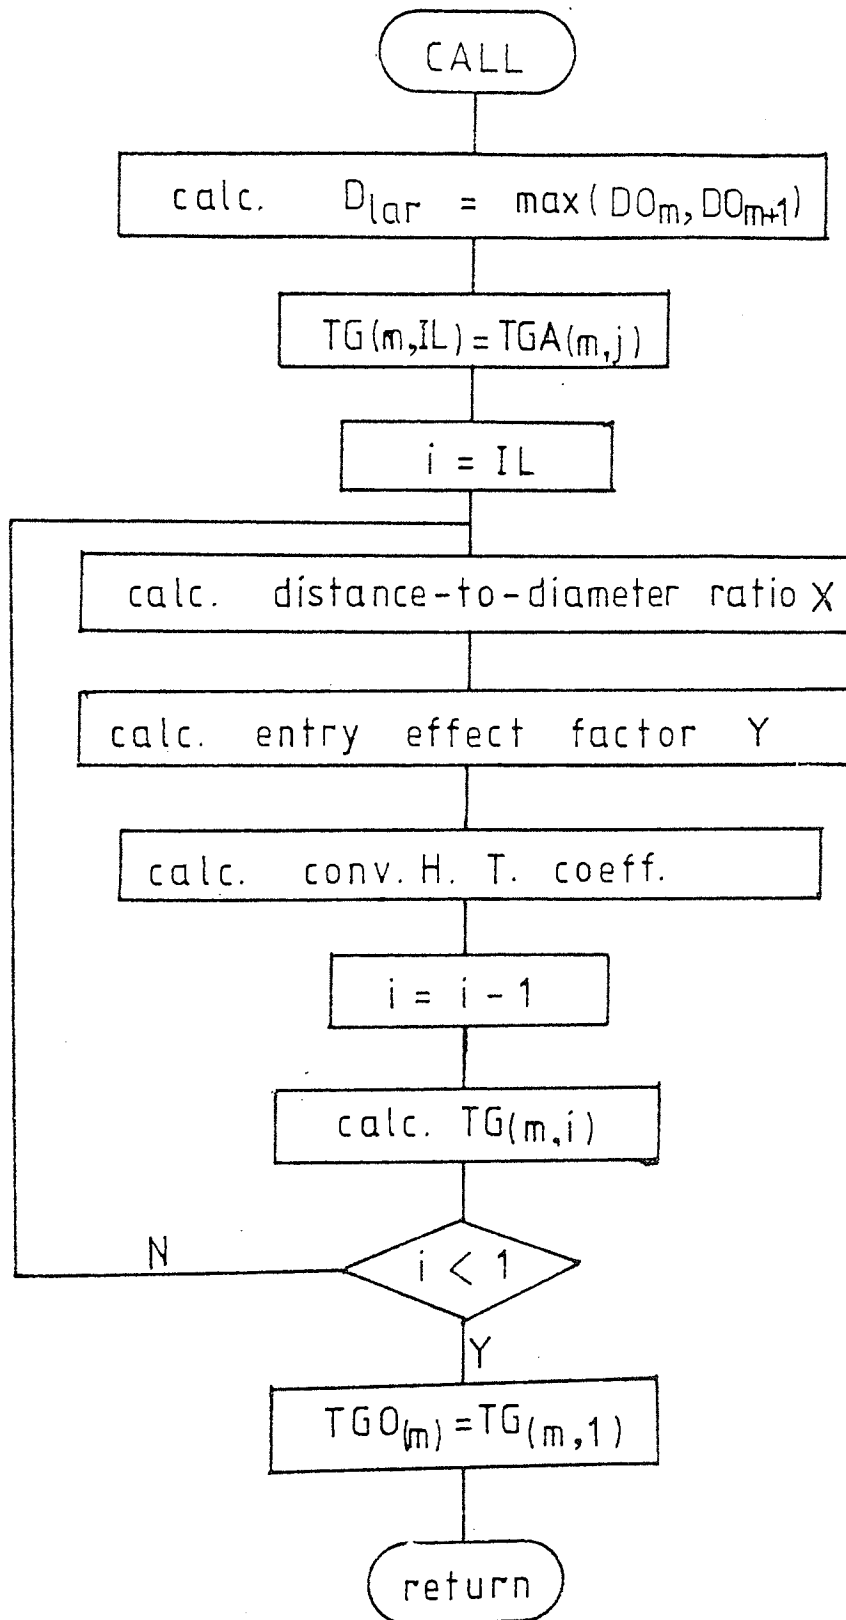 CALL
calc. D_lar = max(DO_m, DO_m+1)
TG(m,IL) = TGA(m,j)
i = IL
calc. distance-to-diameter ratio X
calc. entry effect factor Y
calc. conv. H. T. coeff.
i = i - 1
calc. TG(m,i)
N
i < 1
Y
TGO(m) = TG(m,1)
return